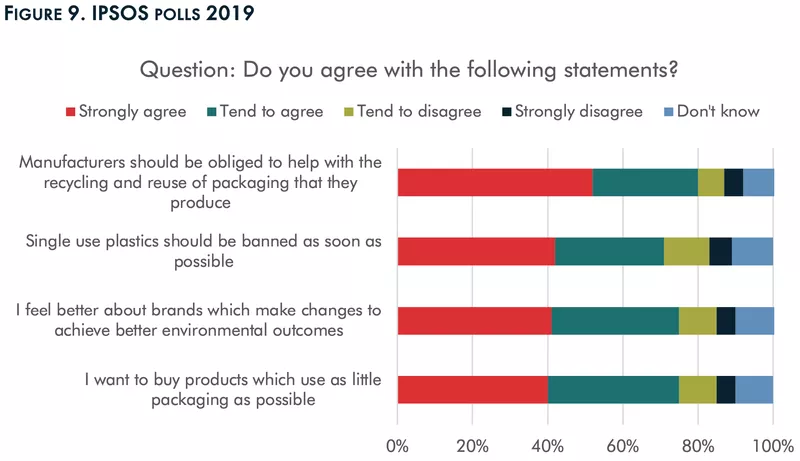 FIGURE 9. IPSOS POLLS 2019
Question: Do you agree with the following statements?
Strongly agree Tend to agree Tend to disagree Strongly disagree Don't know
Manufacturers should be obliged to help with the
recycling and reuse of packaging that they
produce
Single use plastics should be banned as soon as
possible
I feel better about brands which make changes to
achieve better environmental outcomes
I want to buy products which use as little
packaging as possible
0% 20% 40% 60% 80% 100%